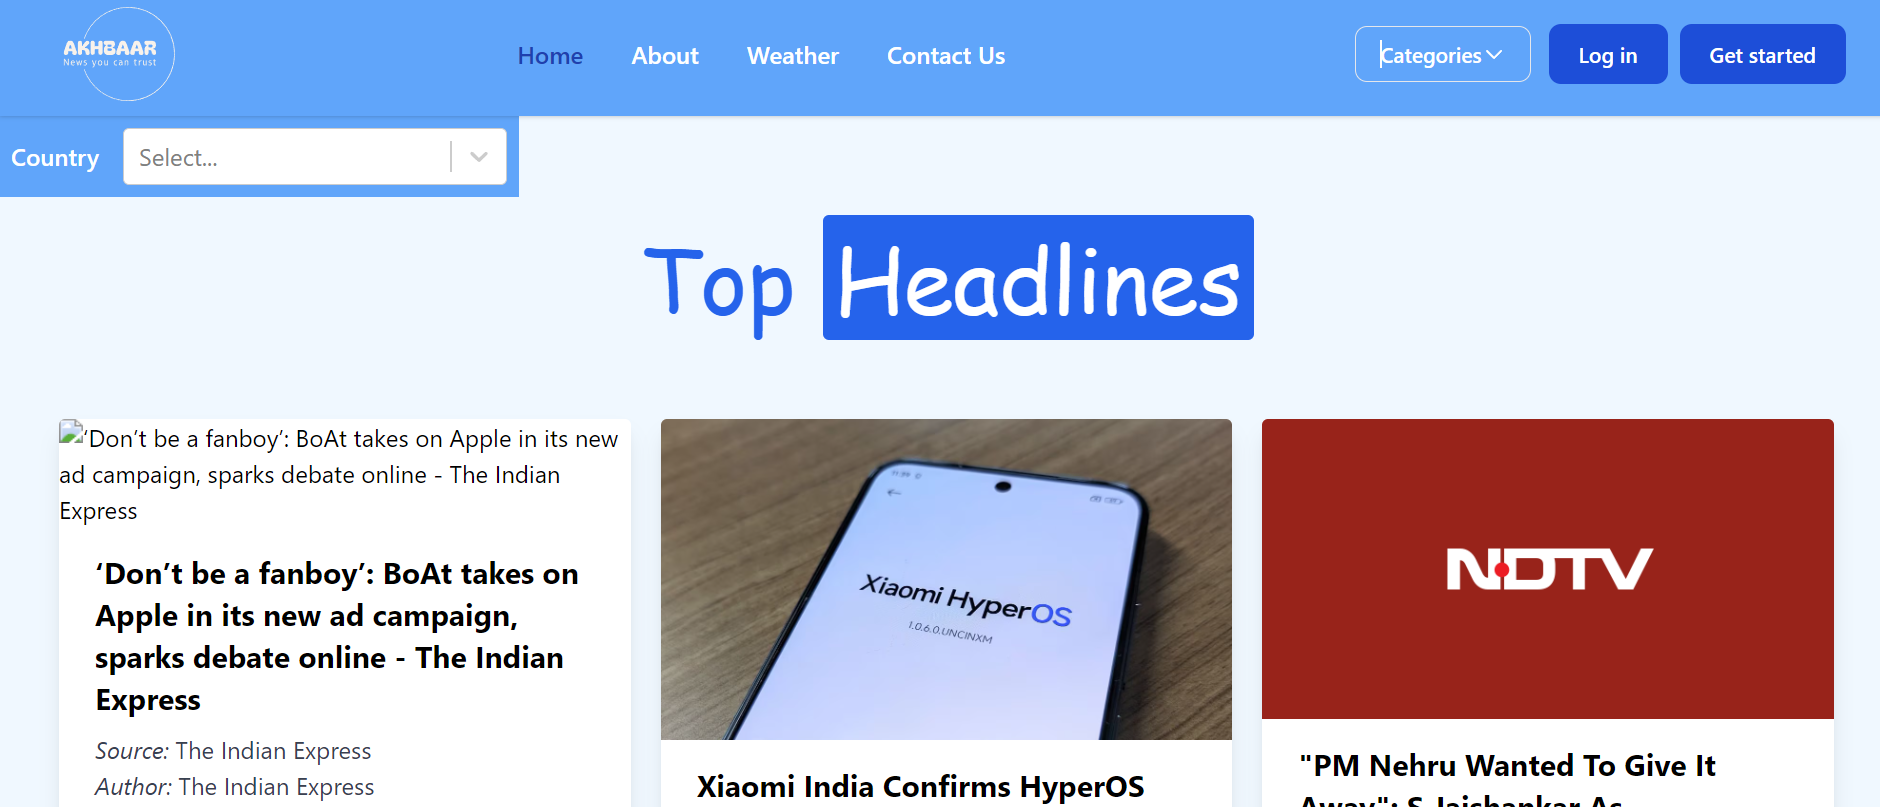 AKHBAAR
News you can trust
Home About Weather Contact Us
Categories
Log in
Get started
Country
Select...
Top Headlines
‘Don’t be a fanboy’: BoAt takes on Apple in its new
ad campaign, sparks debate online - The Indian
Express
‘Don’t be a fanboy’: BoAt takes on
Apple in its new ad campaign,
sparks debate online - The Indian
Express
Source: The Indian Express
Author: The Indian Express
Xiaomi HyperOS
1.0.6.0.UNCINXM
Xiaomi India Confirms HyperOS
NDTV
"PM Nehru Wanted To Give It
Away": S Jaishankar As